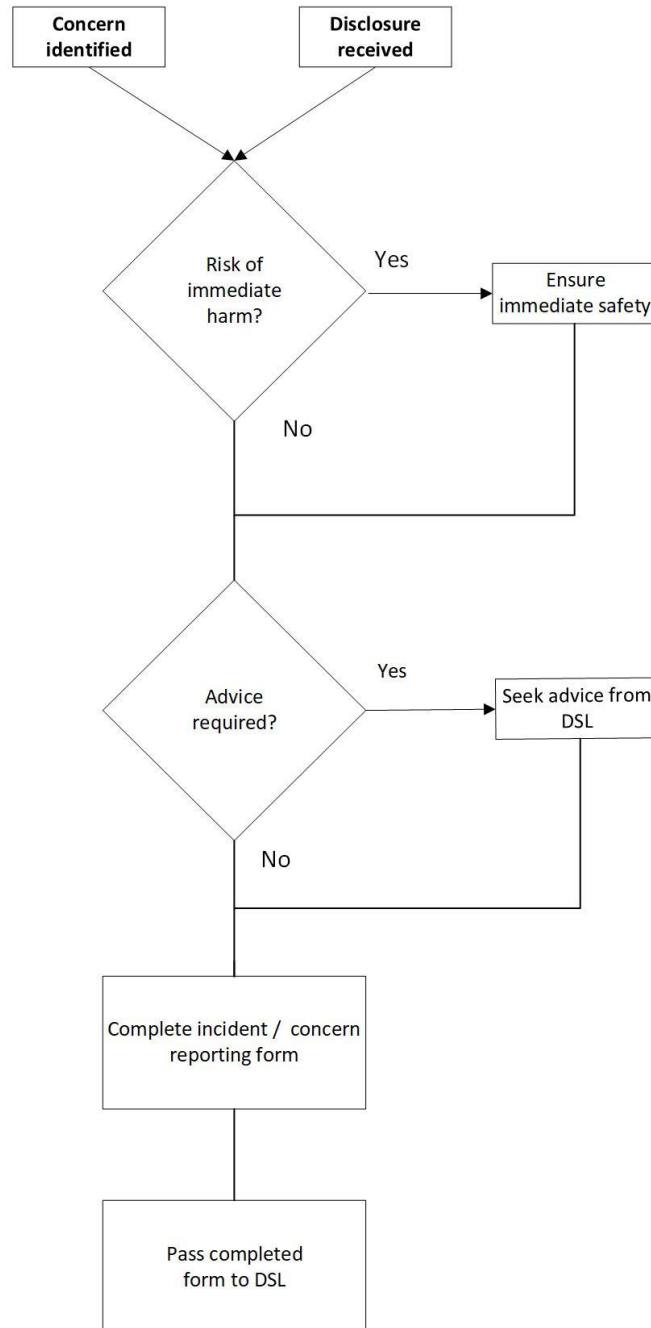 Concern
identified
Disclosure
received
Risk of
immediate
harm?
Yes
Ensure
immediate safety
No
Advice
required?
Yes
Seek advice from
DSL
No
Complete incident / concern
reporting form
Pass completed
form to DSL